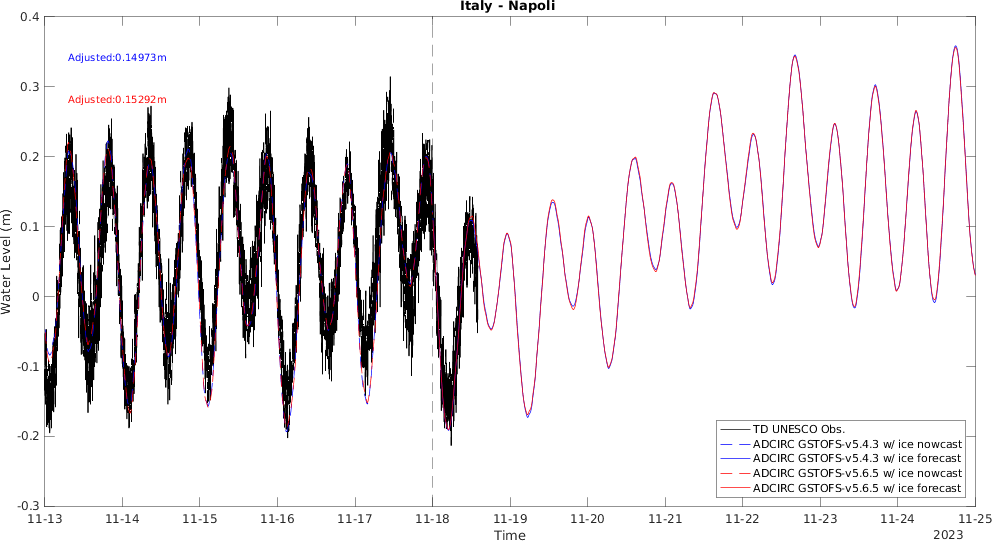 Italy - Napoli
Adjusted:0.14973m
Adjusted:0.15292m
Water Level (m)
0.4
0.3
0.2
0.1
0
-0.1
-0.2
-0.3
11-13 11-14 11-15 11-16 11-17 11-18 11-19 11-20 11-21 11-22 11-23 11-24 11-25
Time
2023
TD UNESCO Obs.
ADCIRC GSTOFS-v5.4.3 w/ ice nowcast
ADCIRC GSTOFS-v5.4.3 w/ ice forecast
ADCIRC GSTOFS-v5.6.5 w/ ice nowcast
ADCIRC GSTOFS-v5.6.5 w/ ice forecast